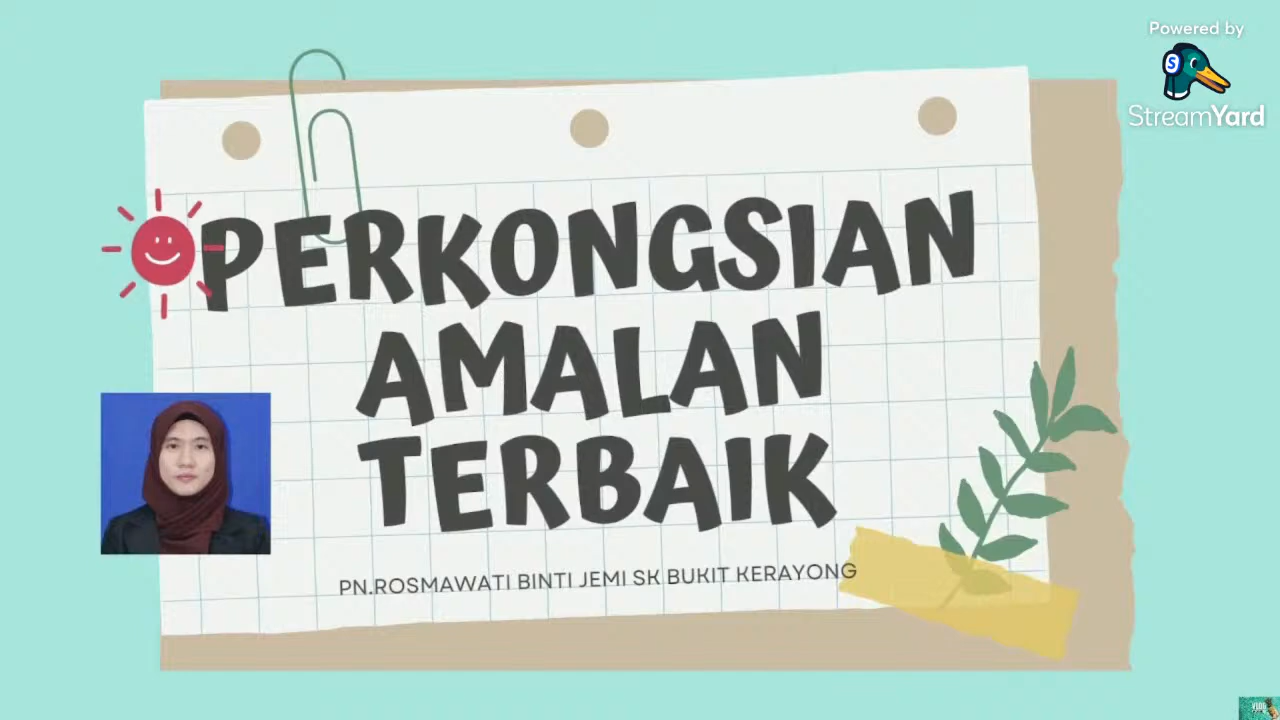 Powered by
StreamYard
PERKONGSIAN
AMALAN
TERBAIK
PN.ROSMAWATI BINTI JEMI SK BUKIT KERAYONG